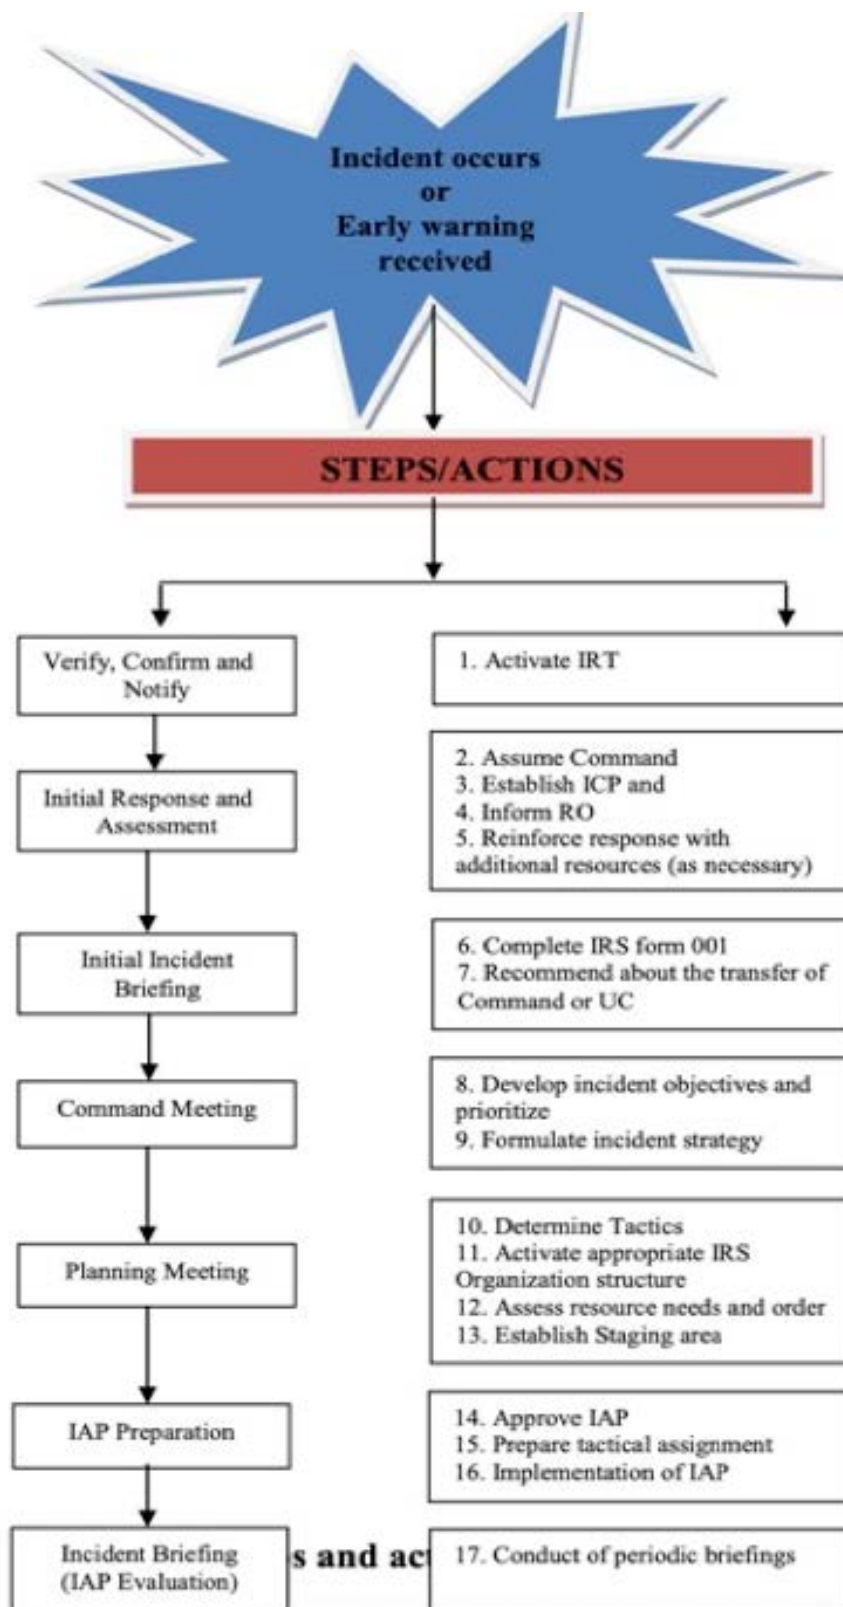 Incident occurs
or
Early warning
received
STEPS/ACTIONS
Verify, Confirm and
Notify
1. Activate IRT
Initial Response and
Assessment
2. Assume Command
3. Establish ICP and
4. Inform RO
5. Reinforce response with
additional resources (as necessary)
Initial Incident
Briefing
6. Complete IRS form 001
7. Recommend about the transfer of
Command or UC
Command Meeting
8. Develop incident objectives and
prioritize
9. Formulate incident strategy
Planning Meeting
10. Determine Tactics
11. Activate appropriate IRS
Organization structure
12. Assess resource needs and order
13. Establish Staging area
IAP Preparation
14. Approve IAP
15. Prepare tactical assignment
16. Implementation of IAP
Incident Briefing
(IAP Evaluation)
and
17. Conduct of periodic briefings